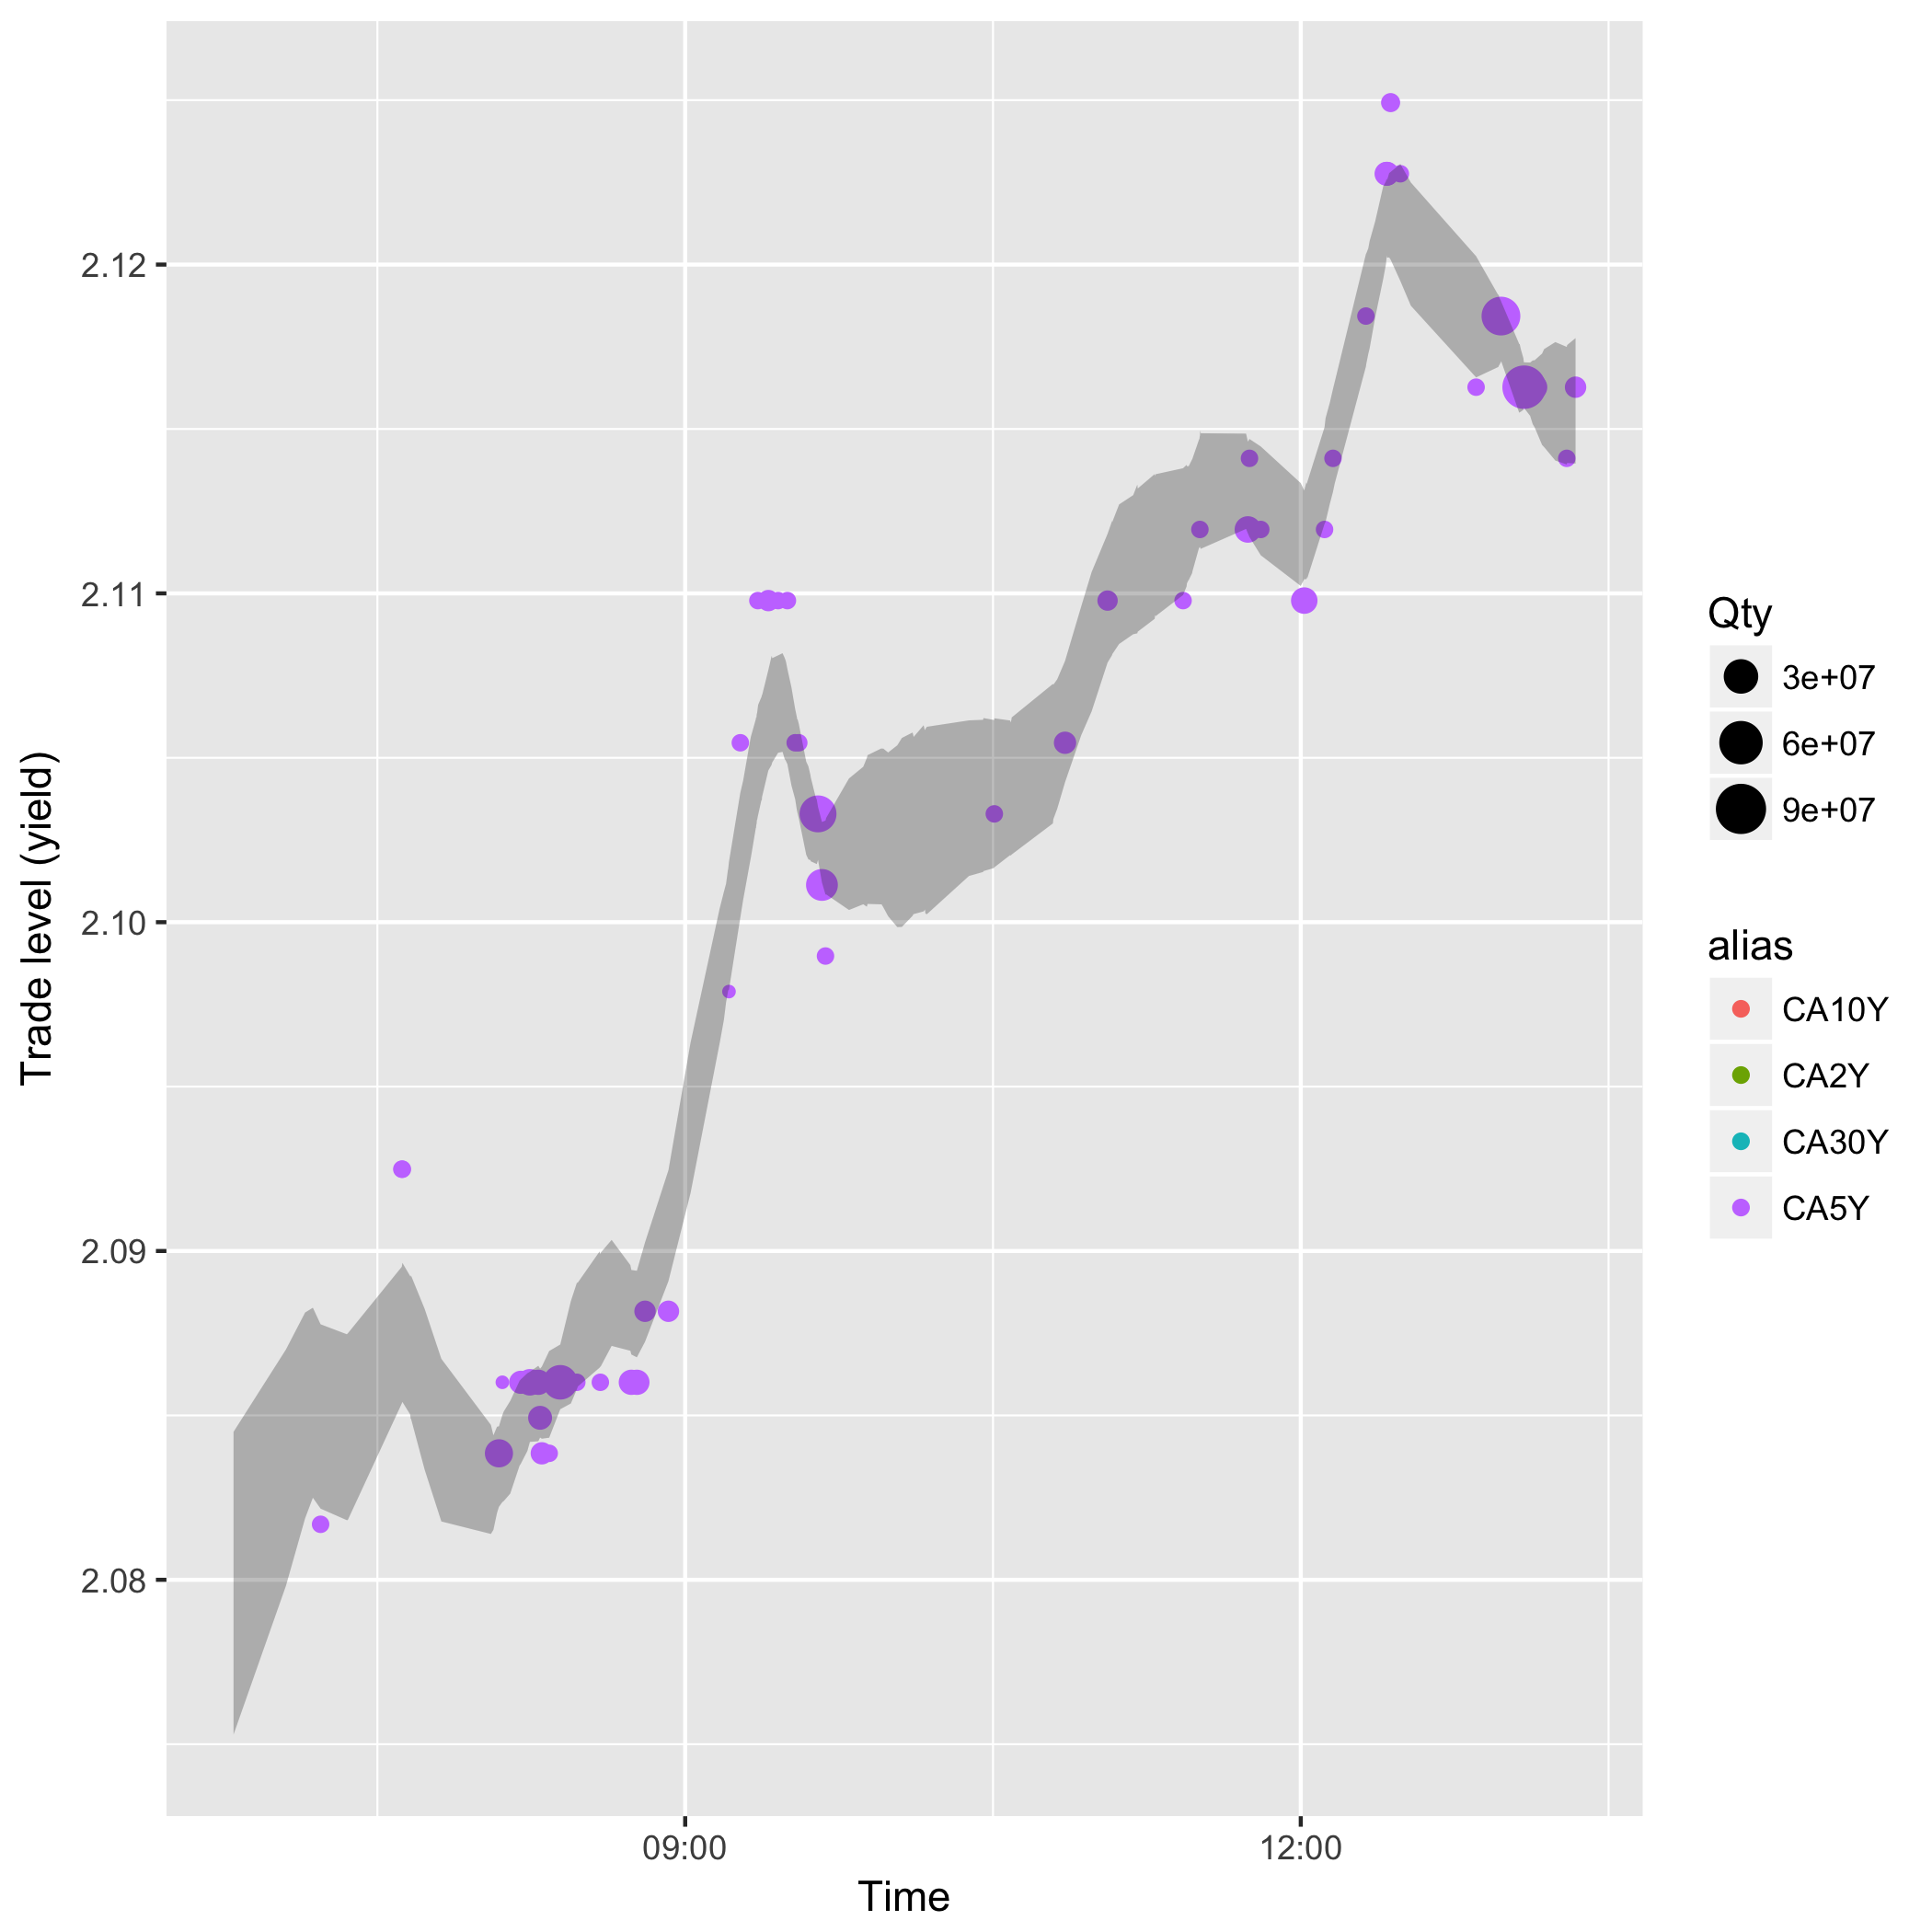 Trade level (yield)
2.12
2.11
2.10
2.09
2.08
09:00
12:00
Time
Qty
3e+07
6e+07
9e+07
alias
CA10Y
CA2Y
CA30Y
CA5Y